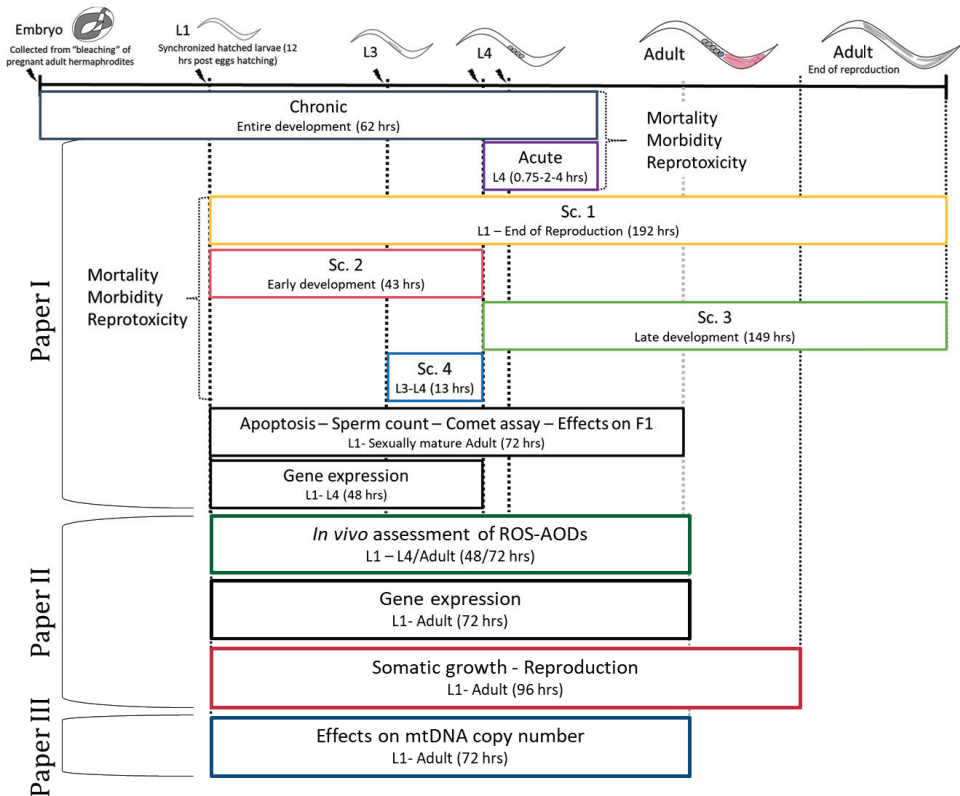 Embryo
Collected from “bleaching” of
pregnant adult hermaphrodites
L1
Synchronized hatched larvae (12
hrs post eggs hatching)
L3
L4
Adult
Adult
End of reprcduction
Chronic
Entire development (62 hrs)
Mortality
Morbidity
Reprotoxicity
Acute
L4 (0.75-2-4 hrs)
Paper I
Sc. 1
L1 – End of Reproduction (192 hrs)
Mortality
Morbidity
Reprotoxicity
Sc. 2
Early development (43 hrs)
Sc. 3
Late development (149 hrs)
Sc. 4
L3-L4 (13 hrs)
Apoptosis – Sperm count – Comet assay – Effects on F1
L1- Sexually mature Adult (72 hrs)
Gene expression
L1- L4 (48 hrs)
Paper II
In vivo assessment of ROS-AODs
L1 – L4/Adult (48/72 hrs)
Gene expression
L1- Adult (72 hrs)
Somatic growth - Reproduction
L1- Adult (96 hrs)
Paper III
Effects on mtDNA copy number
L1- Adult (72 hrs)